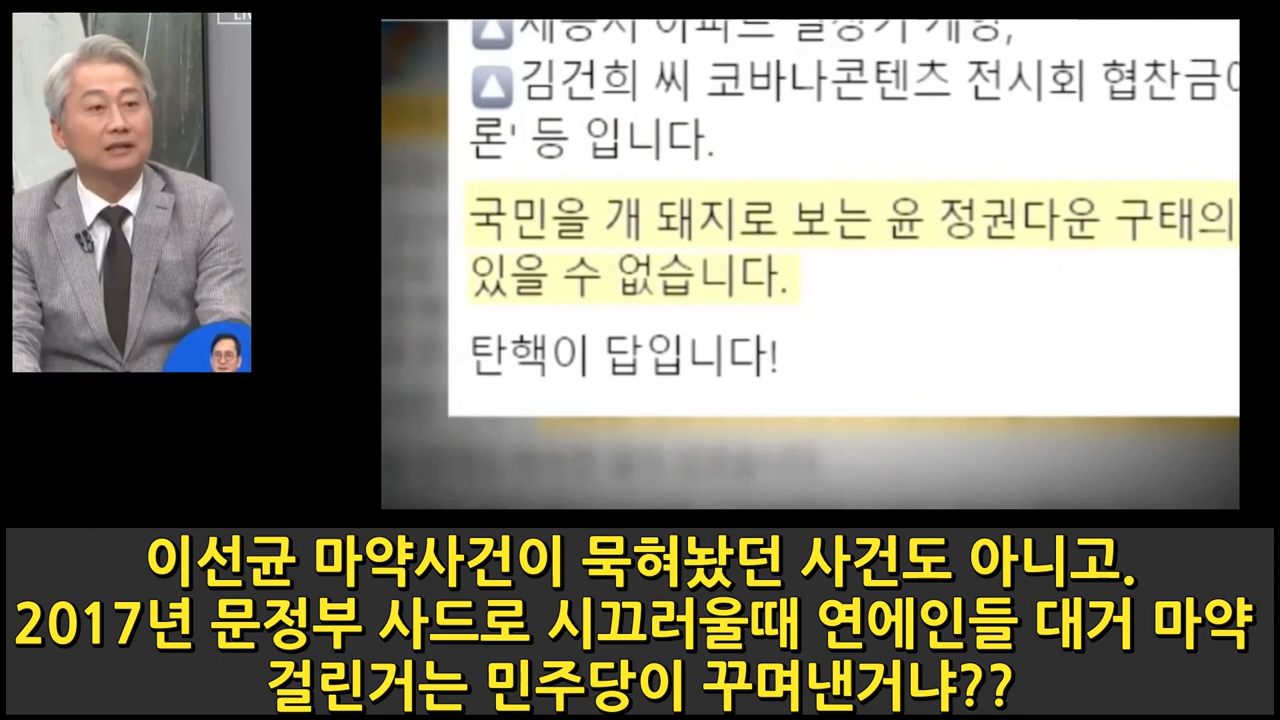 김건희 씨 코바나콘텐츠 전시회 협찬금
론' 등 입니다.
국민을 개 돼지로 보는 윤 정권다운 구태의
있을 수 없습니다.
탄핵이 답입니다!
이선균 마약사건이 묵혀놨던 사건도 아니고.
2017년 문정부 사드로 시끄러울때 연에인들 대거 마약
걸린거는 민주당이 꾸며낸거냐??